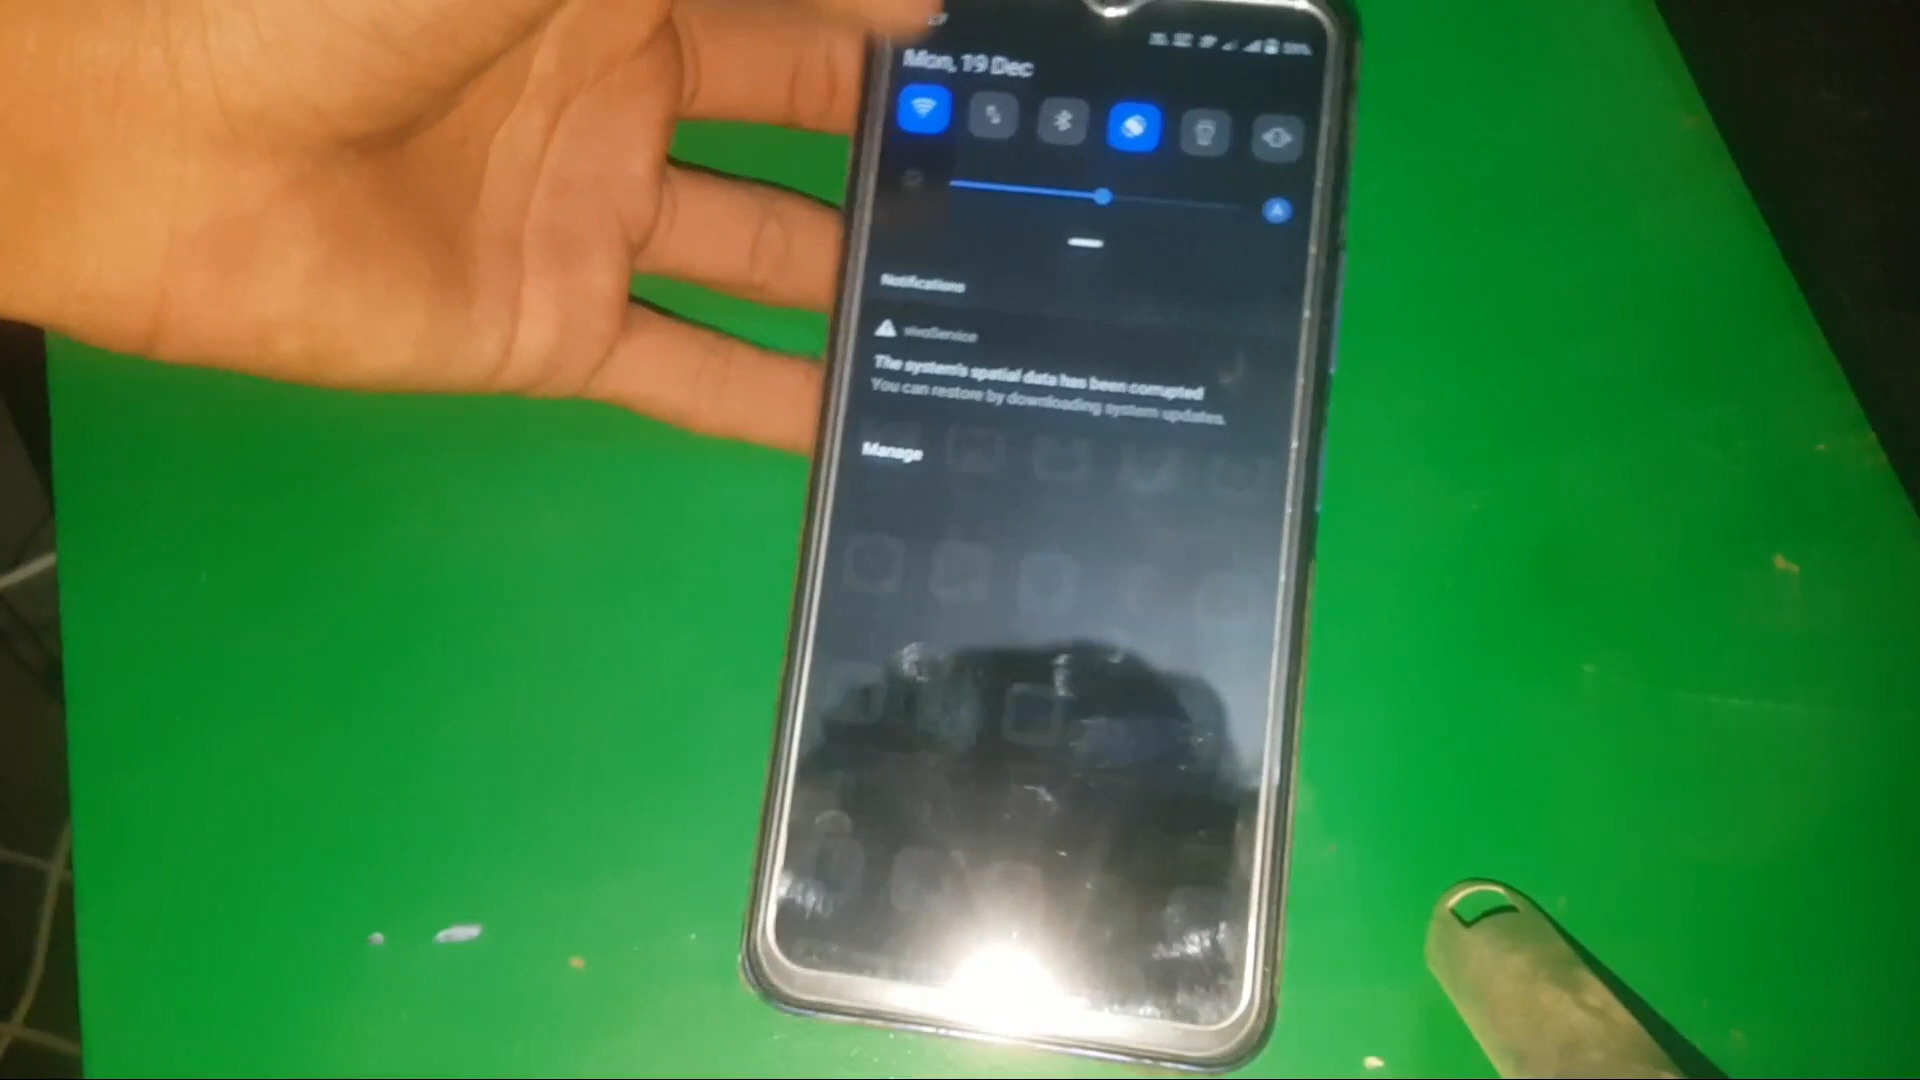 Mon, 19 Dec
Notifications
vivoService
The system's spatial data has been corrupted
You can restore by downloading system updates.
Manage